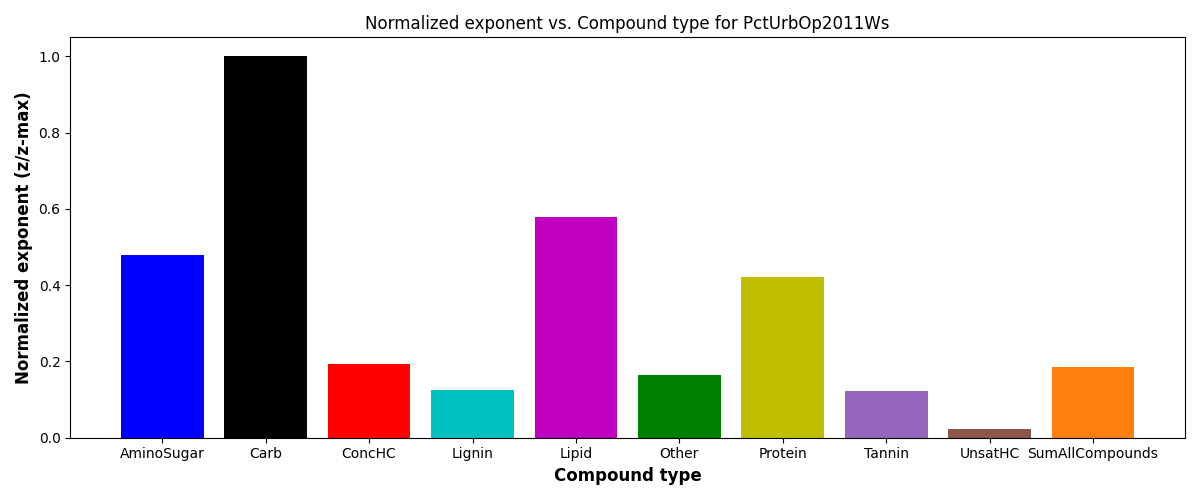 Normalized exponent vs. Compound type for PctUrbOp2011Ws
Normalized exponent (z/z-max)
1.0
0.8
0.6
0.4
0.2
0.0
AminoSugar Carb ConcHC Lignin Lipid Other Protein Tannin UnsatHC SumAllCompounds
Compound type